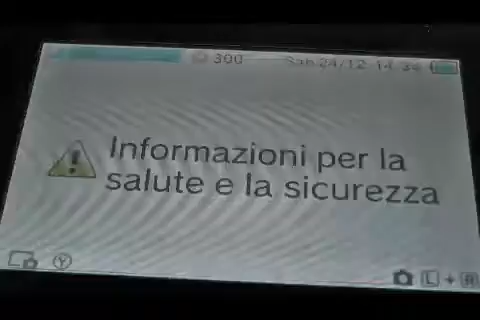 300 Sab 24/12 14:34
Informazioni per la
salute e la sicurezza
Y L + R